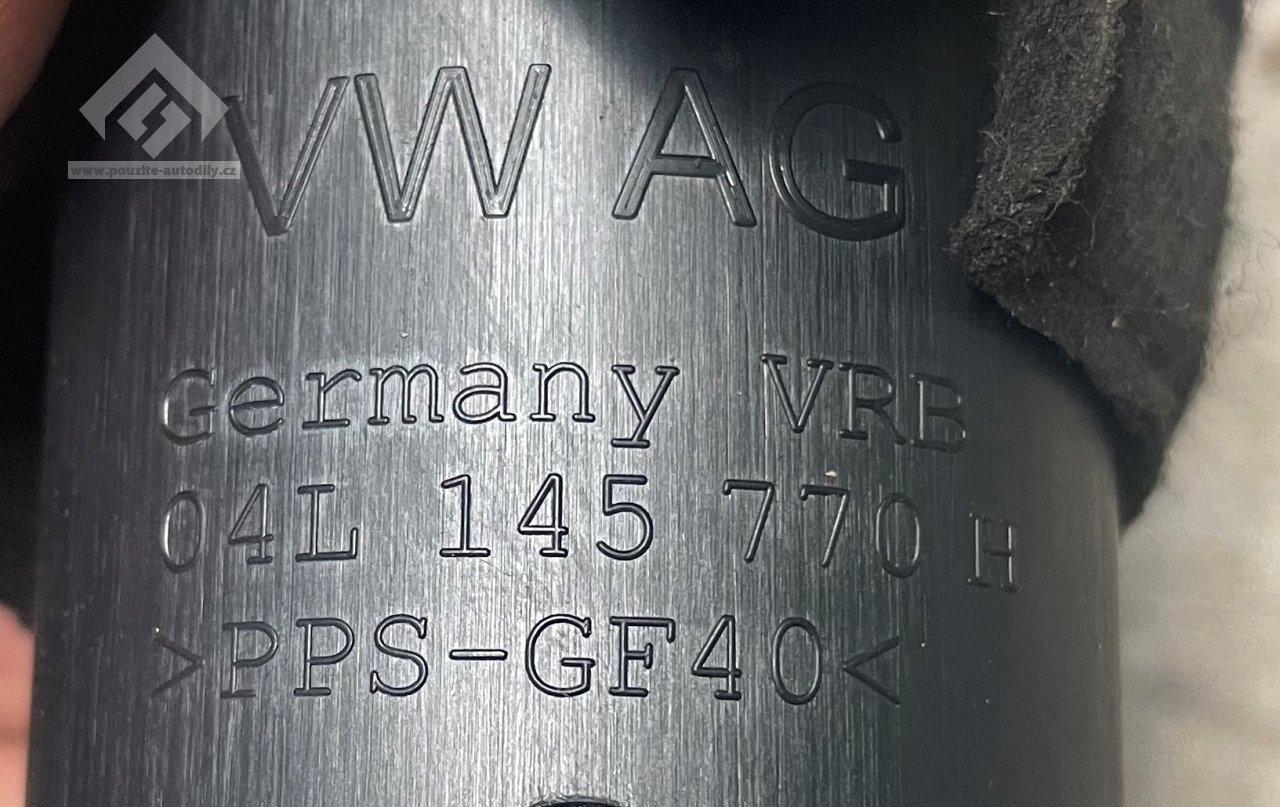 VW AG
www.pouzite-autodily.cz
Germany VRB
04L 145 770 H
>PPS-GF40<